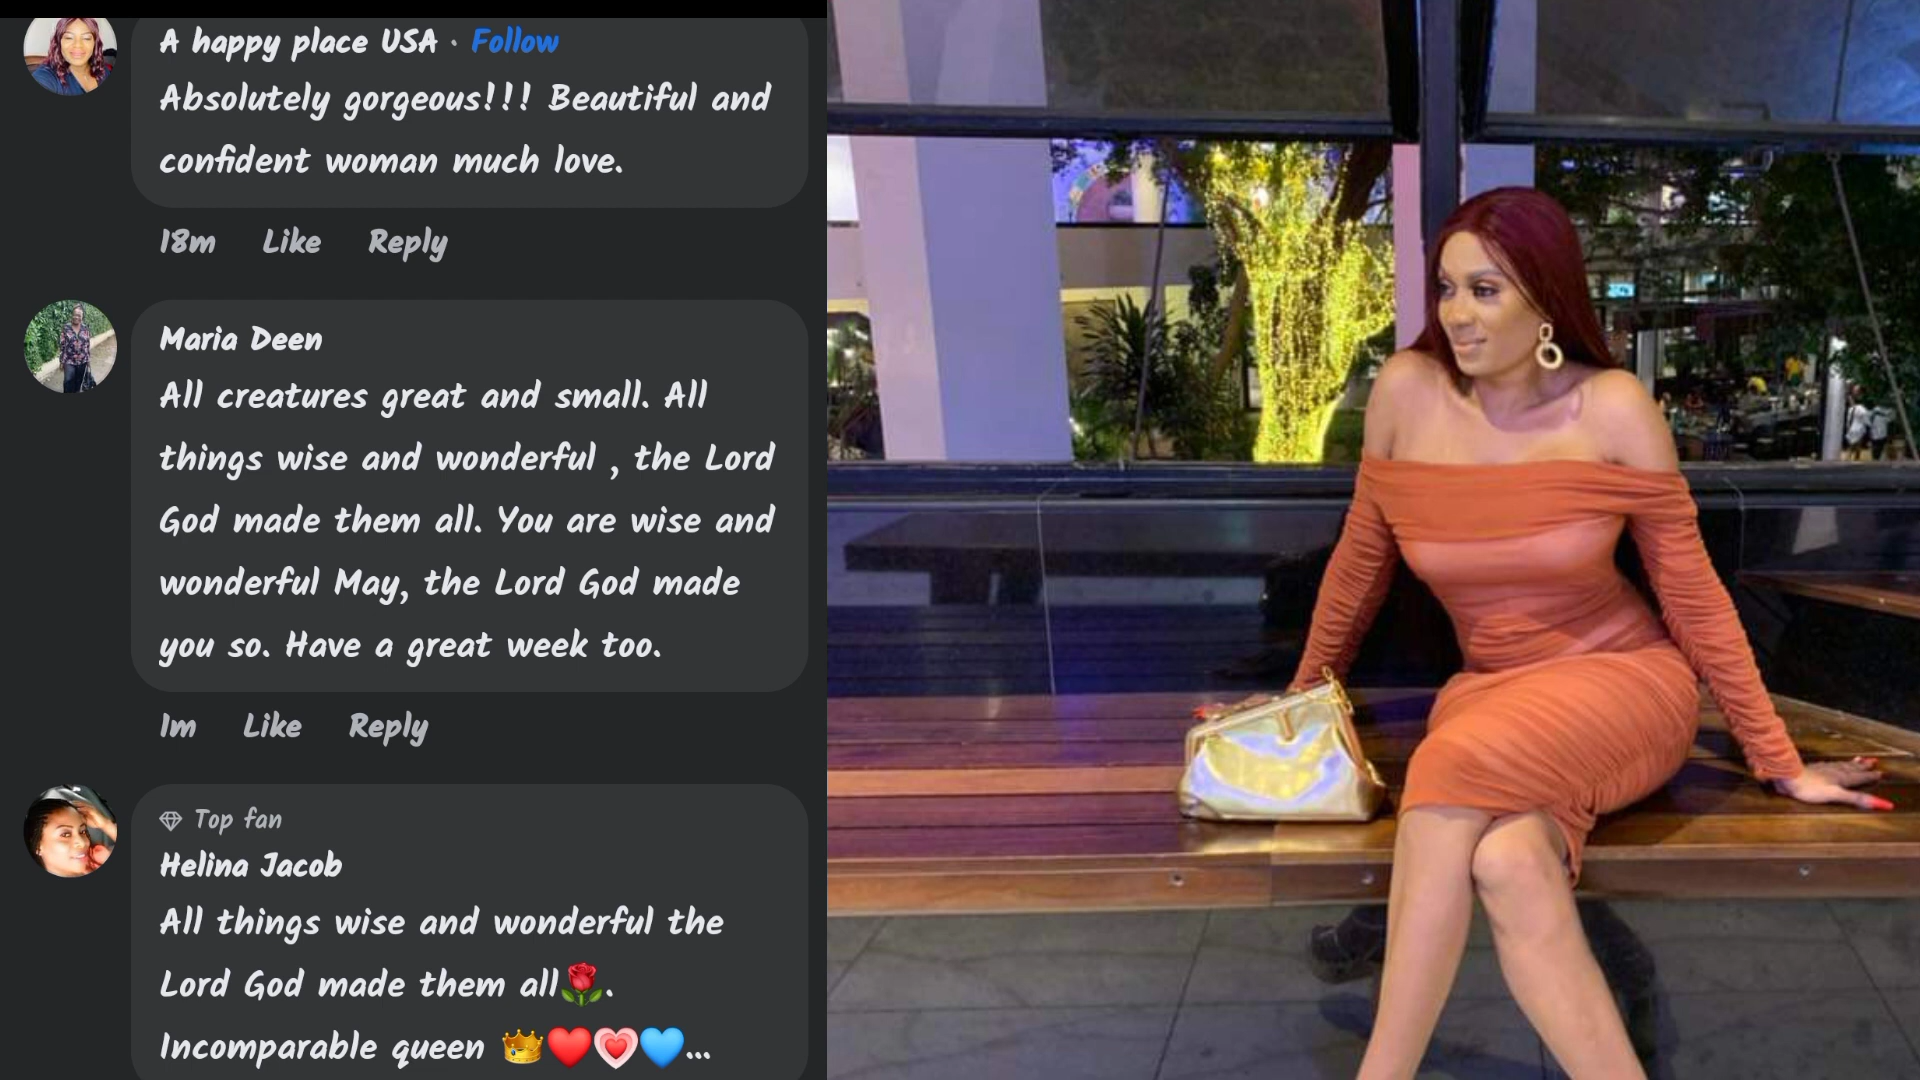 A happy place USA · Follow
Absolutely gorgeous!!! Beautiful and
confident woman much love.
18m Like Reply
Maria Deen
All creatures great and small. All
things wise and wonderful , the Lord
God made them all. You are wise and
wonderful May, the Lord God made
you so. Have a great week too.
1m Like Reply
Top fan
Helina Jacob
All things wise and wonderful the
Lord God made them all🌹.
Incomparable queen 👑❤️💗💙...